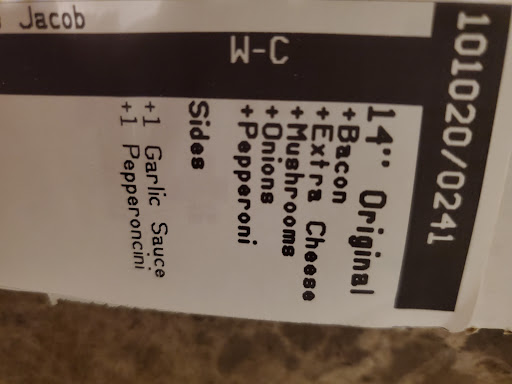 101020/0241
14" Original
+Bacon
+Extra Cheese
+Mushrooms
+Onions
+Pepperoni
Sides
+1 Garlic Sauce
+1 Pepperoncini
W-C
Jacob